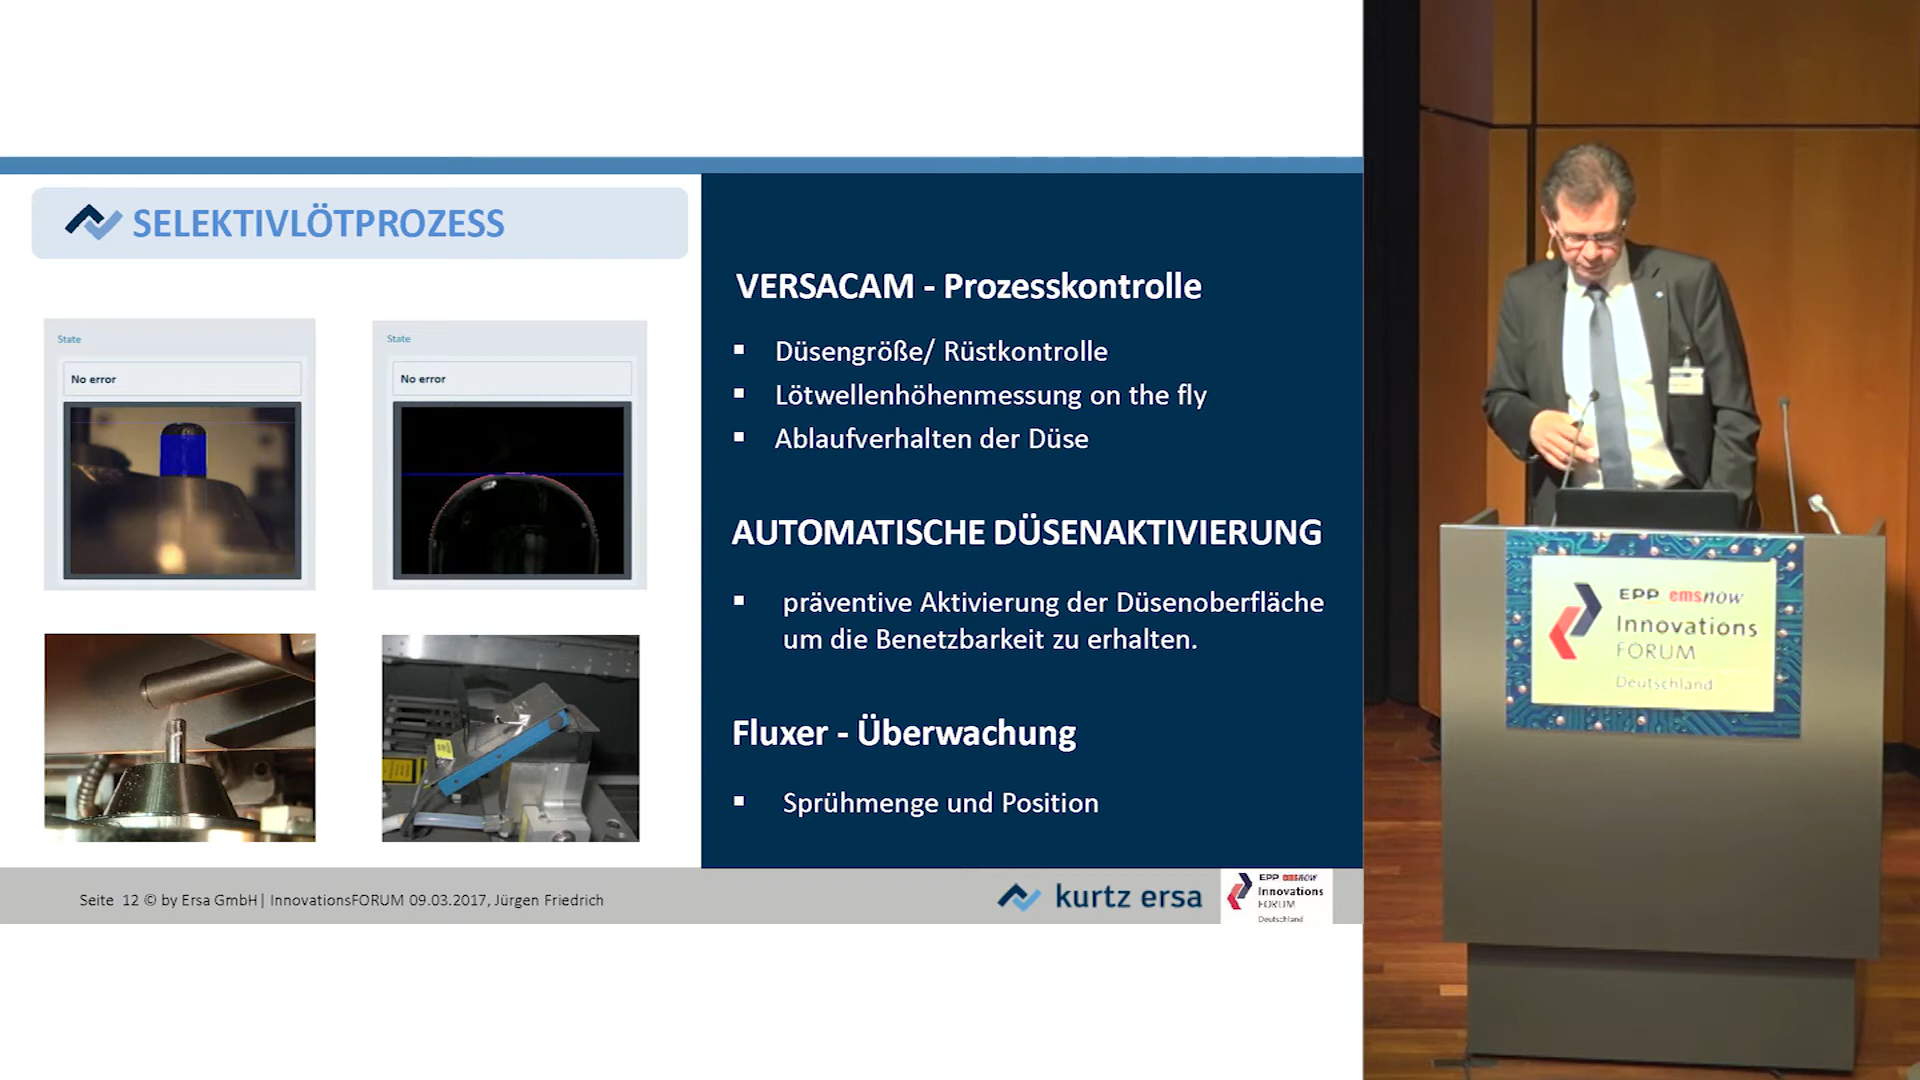 SELEKTIVLÖTPROZESS
State
No error
State
No error
VERSACAM - Prozesskontrolle
▪ Düsengröße/ Rüstkontrolle
▪ Lötwellenhöhenmessung on the fly
▪ Ablaufverhalten der Düse
AUTOMATISCHE DÜSENAKTIVIERUNG
▪ präventive Aktivierung der Düsenoberfläche
um die Benetzbarkeit zu erhalten.
Fluxer - Überwachung
▪ Sprühmenge und Position
Seite 12 © by Ersa GmbH| InnovationsFORUM 09.03.2017, Jürgen Friedrich
kurtz ersa
EPP emsnow
Innovations
FORUM
Deutschland
EPP emsnow
Innovations
FORUM
Deutschland